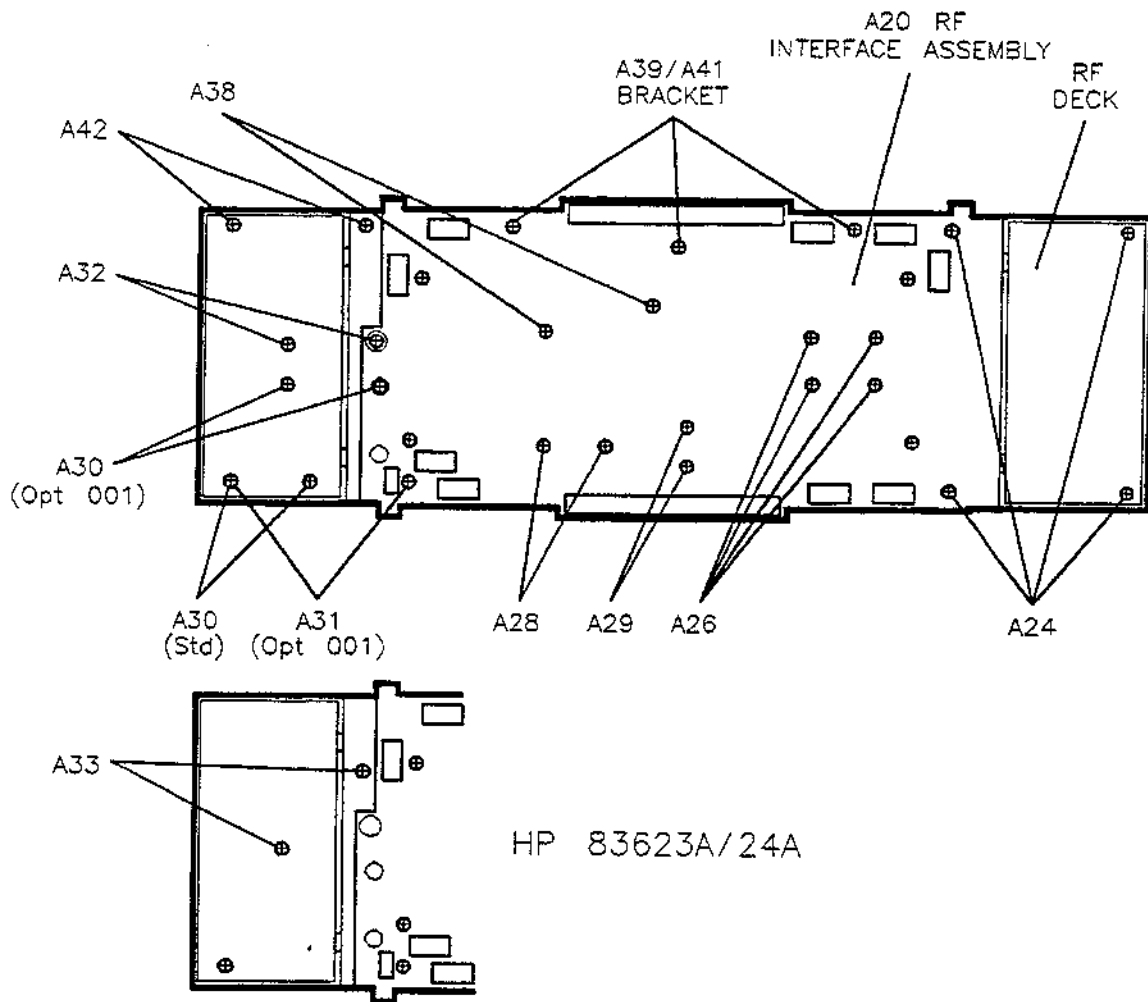 A20 RF
INTERFACE ASSEMBLY
A39/A41
BRACKET
RF
DECK
A38
A42
A32
A30
(Opt 001)
A30
(Std)
A31
(Opt 001)
A28
A29
A26
A24
A33
HP 83623A/24A